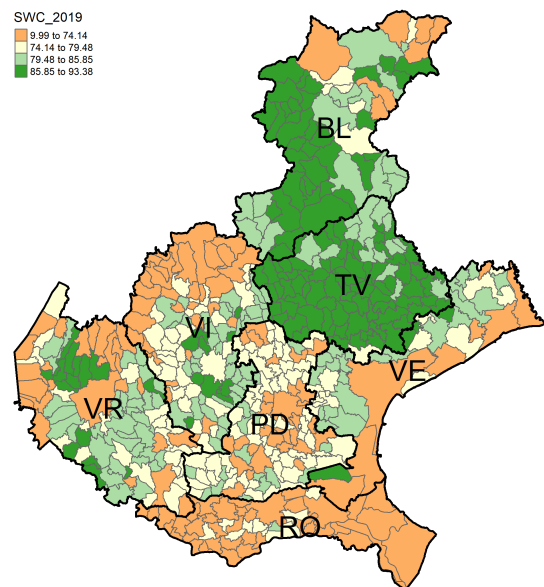 SWC_2019
9.99 to 74.14
74.14 to 79.48
79.48 to 85.85
85.85 to 93.38
BL
TV
VI
VE
VR
PD
RO